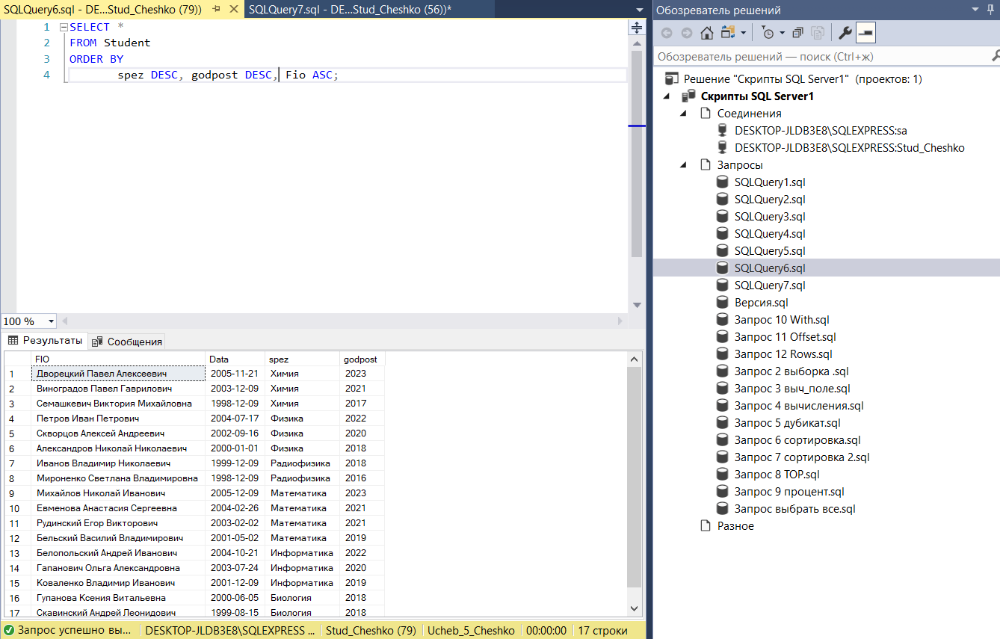 SQLQuery6.sql - DE...Stud_Cheshko (79))
SQLQuery7.sql - DE...Stud_Cheshko (56))*
1 SELECT *
2 FROM Student
3 ORDER BY
4 spez DESC, godpost DESC, Fio ASC;
100 %
Результаты Сообщения
FIO Data spez godpost
1 Дворецкий Павел Алексеевич 2005-11-21 Химия 2023
2 Виноградов Павел Гаврилович 2003-12-09 Химия 2021
3 Семашкевич Виктория Михайловна 1998-12-09 Химия 2017
4 Петров Иван Петрович 2004-07-17 Физика 2022
5 Скворцов Алексей Андреевич 2002-09-16 Физика 2020
6 Александров Николай Николаевич 2000-01-01 Физика 2018
7 Иванов Владимир Николаевич 1999-12-09 Радиофизика 2018
8 Мироненко Светлана Владимировна 1998-12-09 Радиофизика 2016
9 Михайлов Николай Иванович 2005-12-09 Математика 2023
10 Евменова Анастасия Сергеевна 2004-02-26 Математика 2021
11 Рудинский Егор Викторович 2003-02-02 Математика 2021
12 Бельский Василий Владимирович 2001-05-02 Математика 2019
13 Белопольский Андрей Иванович 2004-10-21 Информатика 2022
14 Гапанович Ольга Александровна 2003-07-24 Информатика 2020
15 Коваленко Владимир Иванович 2001-12-09 Информатика 2019
16 Гупанова Ксения Витальевна 2000-06-05 Биология 2018
17 Скавинский Андрей Леонидович 1999-08-15 Биология 2018
Запрос успешно вы... DESKTOP-JLDB3E8\SQLEXPRESS ... Stud_Cheshko (79) Ucheb_5_Cheshko 00:00:00 17 строки
Обозреватель решений
Обозреватель решений — поиск (Ctrl+ж)
Решение "Скрипты SQL Server1" (проектов: 1)
Скрипты SQL Server1
Соединения
DESKTOP-JLDB3E8\SQLEXPRESS:sa
DESKTOP-JLDB3E8\SQLEXPRESS:Stud_Cheshko
Запросы
SQLQuery1.sql
SQLQuery2.sql
SQLQuery3.sql
SQLQuery4.sql
SQLQuery5.sql
SQLQuery6.sql
SQLQuery7.sql
Версия.sql
Запрос 10 With.sql
Запрос 11 Offset.sql
Запрос 12 Rows.sql
Запрос 2 выборка .sql
Запрос 3 выч_поле.sql
Запрос 4 вычисления.sql
Запрос 5 дубикат.sql
Запрос 6 сортировка.sql
Запрос 7 сортировка 2.sql
Запрос 8 TOP.sql
Запрос 9 процент.sql
Запрос выбрать все.sql
Разное